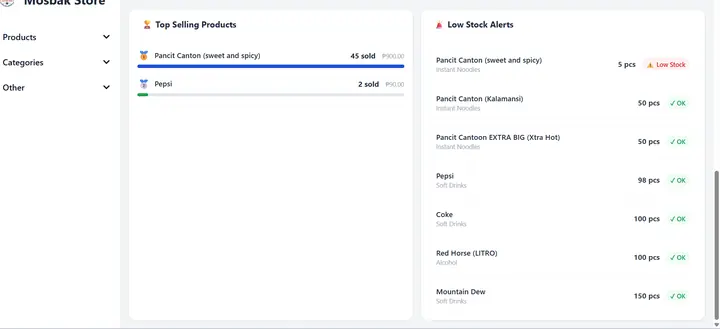 Mosbak Store
Products
Categories
Other
Top Selling Products
Pancit Canton (sweet and spicy) 45 sold ₱900.00
Pepsi 2 sold ₱90.00
Low Stock Alerts
Pancit Canton (sweet and spicy) 5 pcs Low Stock
Instant Noodles
Pancit Canton (Kalamansi) 50 pcs ✓ OK
Instant Noodles
Pancit Cantoon EXTRA BIG (Xtra Hot) 50 pcs ✓ OK
Instant Noodles
Pepsi 98 pcs ✓ OK
Soft Drinks
Coke 100 pcs ✓ OK
Soft Drinks
Red Horse (LITRO) 100 pcs ✓ OK
Alcohol
Mountain Dew 150 pcs ✓ OK
Soft Drinks